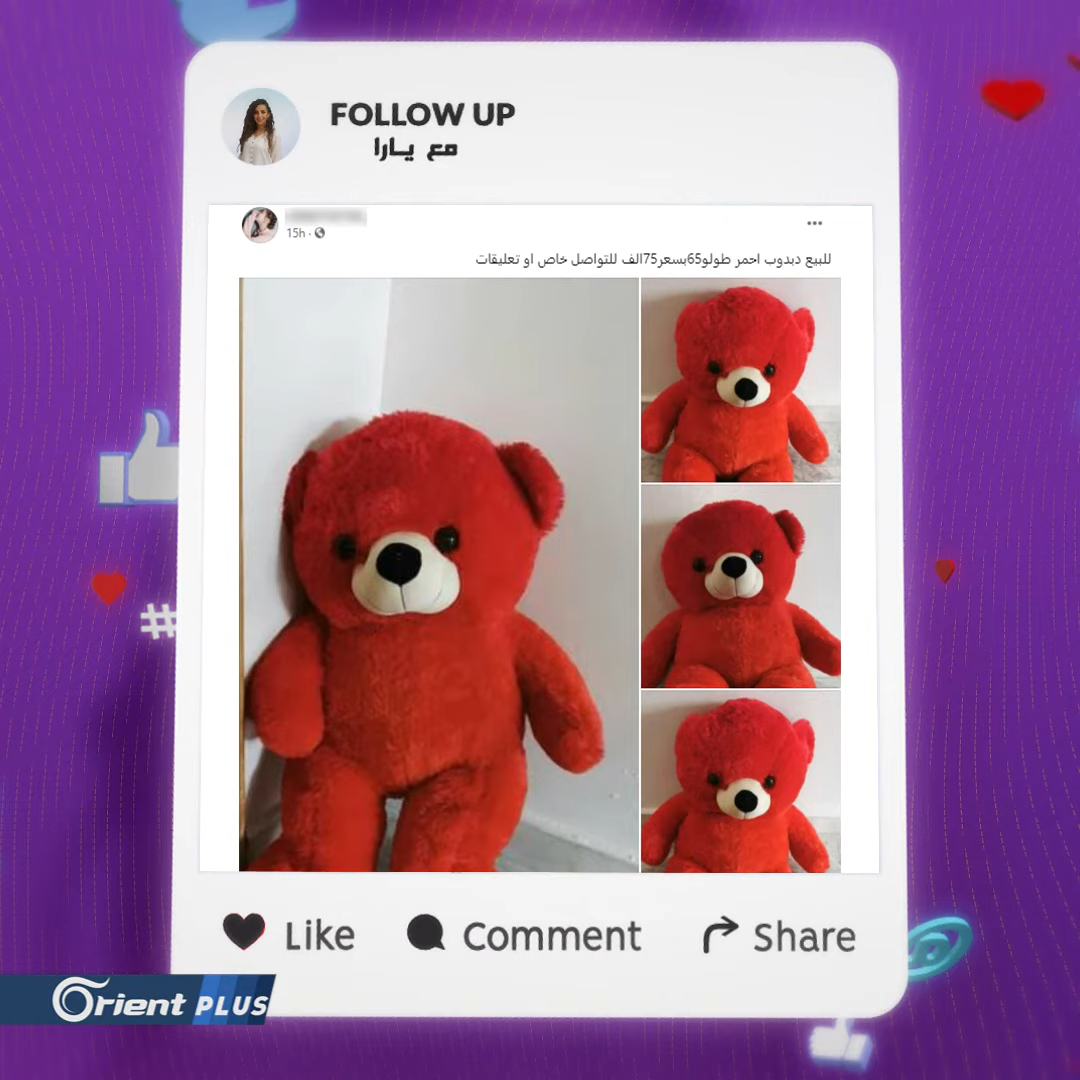 FOLLOW UP
مع يارا
15h ·
للبيع دبدوب احمر طولو65بسعر75الف للتواصل خاص او تعليقات
Like
Comment
Share
#
Orient PLUS